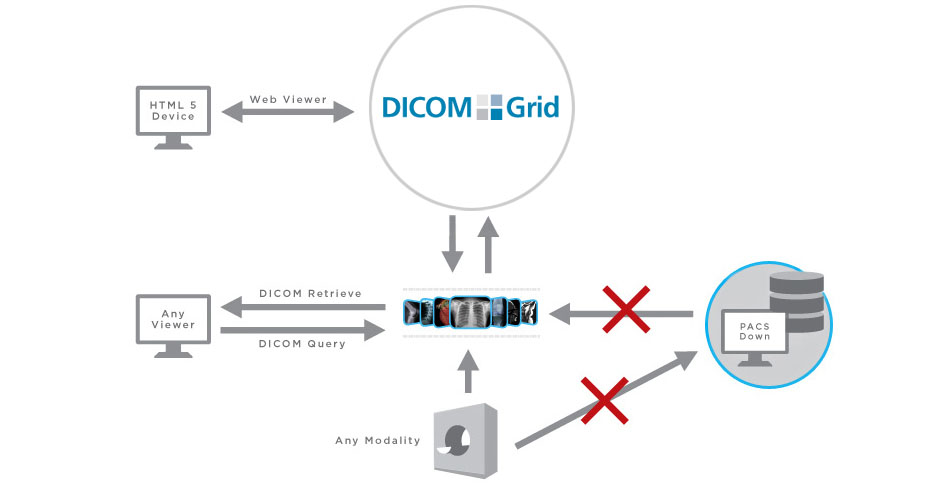 HTML 5
Device
Web Viewer
DICOM Grid
DICOM Retrieve
Any
Viewer
DICOM Query
PACS
Down
Any Modality